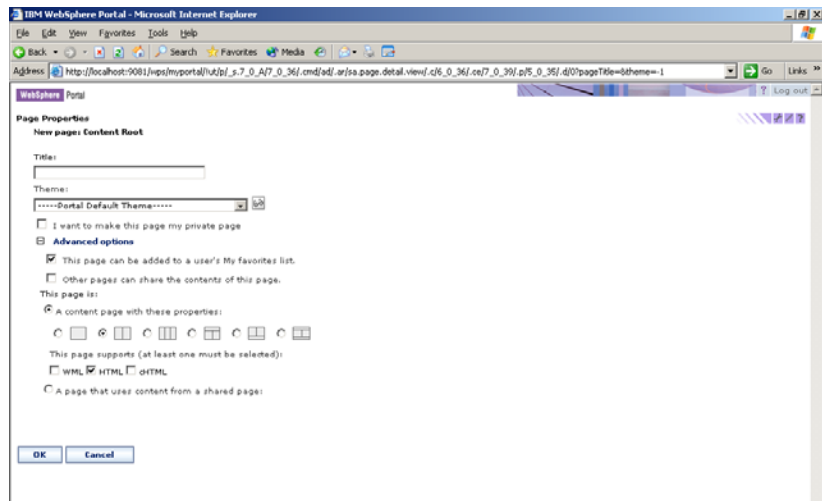 IBM WebSphere Portal - Microsoft Internet Explorer
File Edit View Favorites Tools Help
Back Search Favorites Media
Address http://localhost:9081/wps/myportal/!ut/p/_s.7_0_A/7_0_36/.cmd/ad/.ar/sa.page.detail.view/.c/6_0_36/.ce/7_0_39/.p/5_0_35/.d/0?pageTitle=&theme=-1 Go Links »
WebSphere Portal ? Log out
Page Properties
New page: Content Root
Title:
Theme:
-----Portal Default Theme-----
I want to make this page my private page
Advanced options
This page can be added to a user's My favorites list.
Other pages can share the contents of this page.
This page is:
A content page with these properties:
This page supports (at least one must be selected):
WML HTML cHTML
A page that uses content from a shared page:
OK Cancel